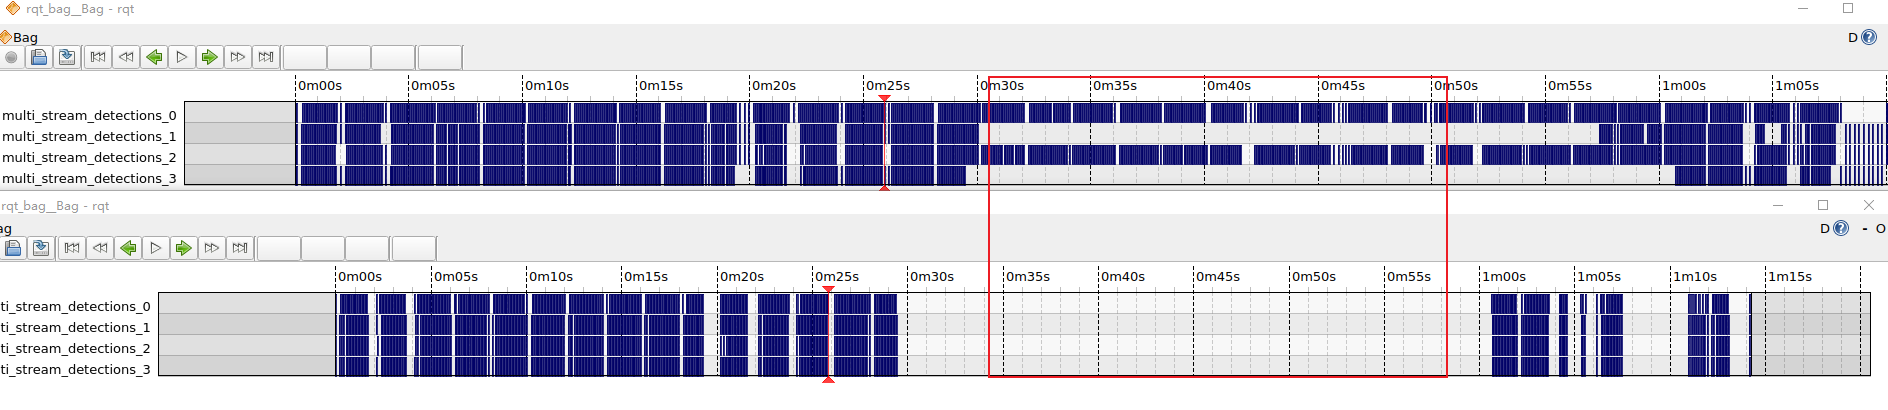 rqt_bag__Bag - rqt
Bag
D
0m00s 0m05s 0m10s 0m15s 0m20s 0m25s 0m30s 0m35s 0m40s 0m45s 0m50s 0m55s 1m00s 1m05s
multi_stream_detections_0
multi_stream_detections_1
multi_stream_detections_2
multi_stream_detections_3
rqt_bag__Bag - rqt
ag
D ? - O
0m00s 0m05s 0m10s 0m15s 0m20s 0m25s 0m30s 0m35s 0m40s 0m45s 0m50s 0m55s 1m00s 1m05s 1m10s 1m15s
ti_stream_detections_0
ti_stream_detections_1
ti_stream_detections_2
ti_stream_detections_3